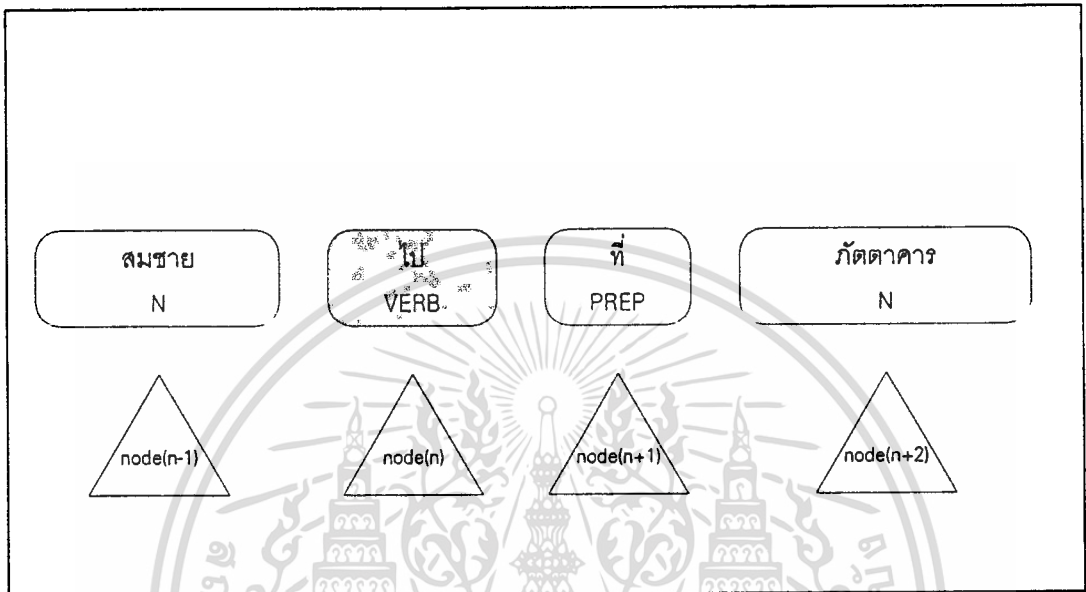 สมชาย ไป ที่ ภัตตาคาร
N VERB PREP N
node(n-1) node(n) node(n+1) node(n+2)